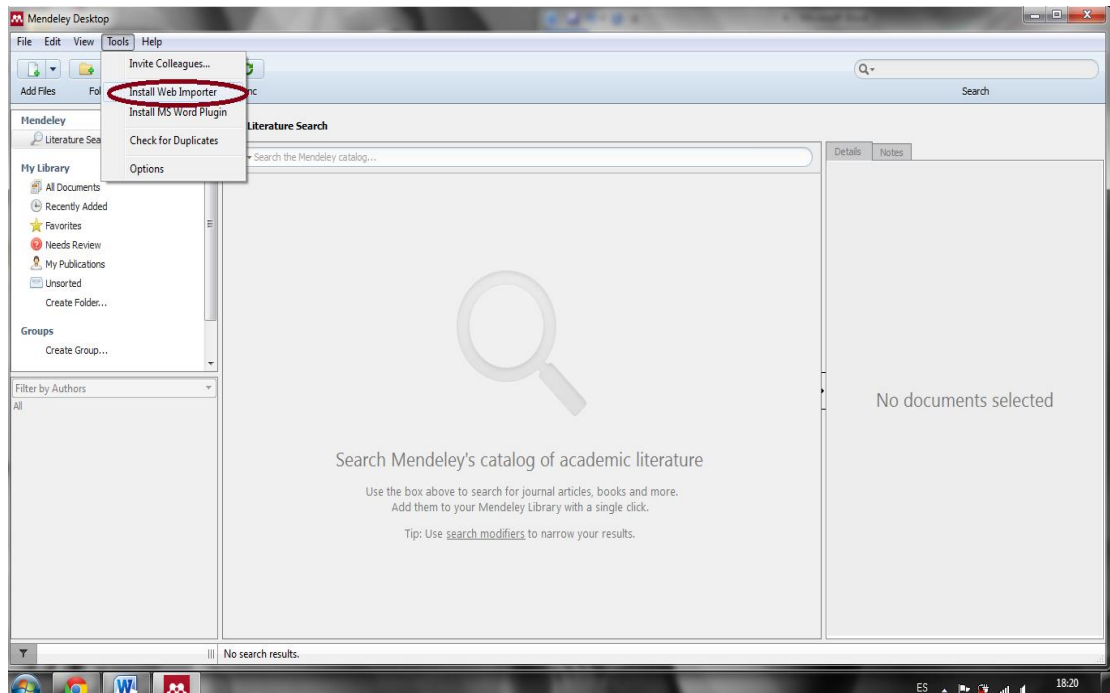 Mendeley Desktop
File Edit View Tools Help
Invite Colleagues...
Install Web Importer
Install MS Word Plugin
Check for Duplicates
Options
Add Files
Search
Mendeley
Literature Sea
My Library
All Documents
Recently Added
Favorites
Needs Review
My Publications
Unsorted
Create Folder...
Groups
Create Group...
Filter by Authors
All
Literature Search
Search the Mendeley catalog...
Search Mendeley's catalog of academic literature
Use the box above to search for journal articles, books and more.
Add them to your Mendeley Library with a single click.
Tip: Use search modifiers to narrow your results.
Details Notes
No documents selected
No search results.
ES 18:20